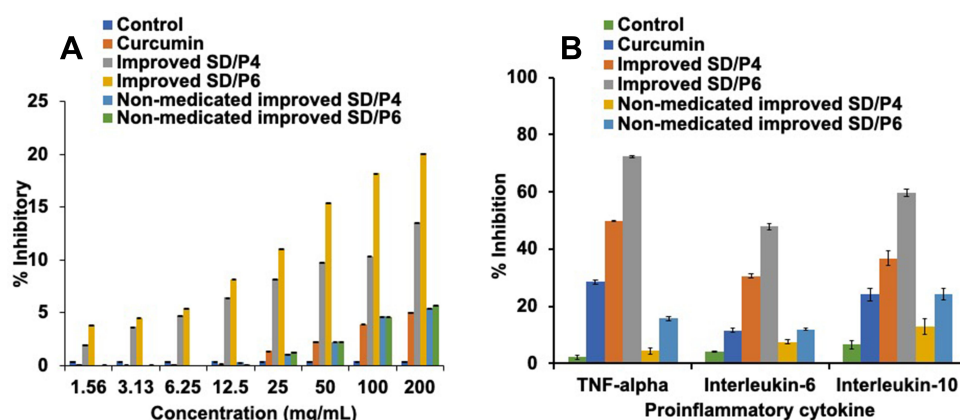 A
Control
Curcumin
Improved SD/P4
Improved SD/P6
Non-medicated improved SD/P4
Non-medicated improved SD/P6
% Inhibitory
25
20
15
10
5
0
1.56 3.13 6.25 12.5 25 50 100 200
Concentration (mg/mL)
B
Control
Curcumin
Improved SD/P4
Improved SD/P6
Non-medicated improved SD/P4
Non-medicated improved SD/P6
% Inhibition
100
80
60
40
20
0
TNF-alpha Interleukin-6 Interleukin-10
Proinflammatory cytokine